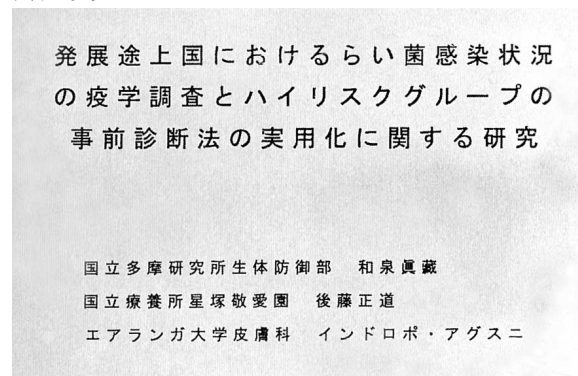 発展途上国におけるらい菌感染状況
の疫学調査とハイリスクグループの
事前診断法の実用化に関する研究
国立多摩研究所生体防御部　和泉眞藏
国立療養所星塚敬愛園　後藤正道
エアランガ大学皮膚科　インドロポ・アグスニ